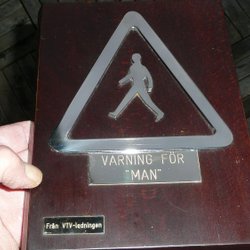 VARNING FÖR
"MAN"
Från VTV-ledningen